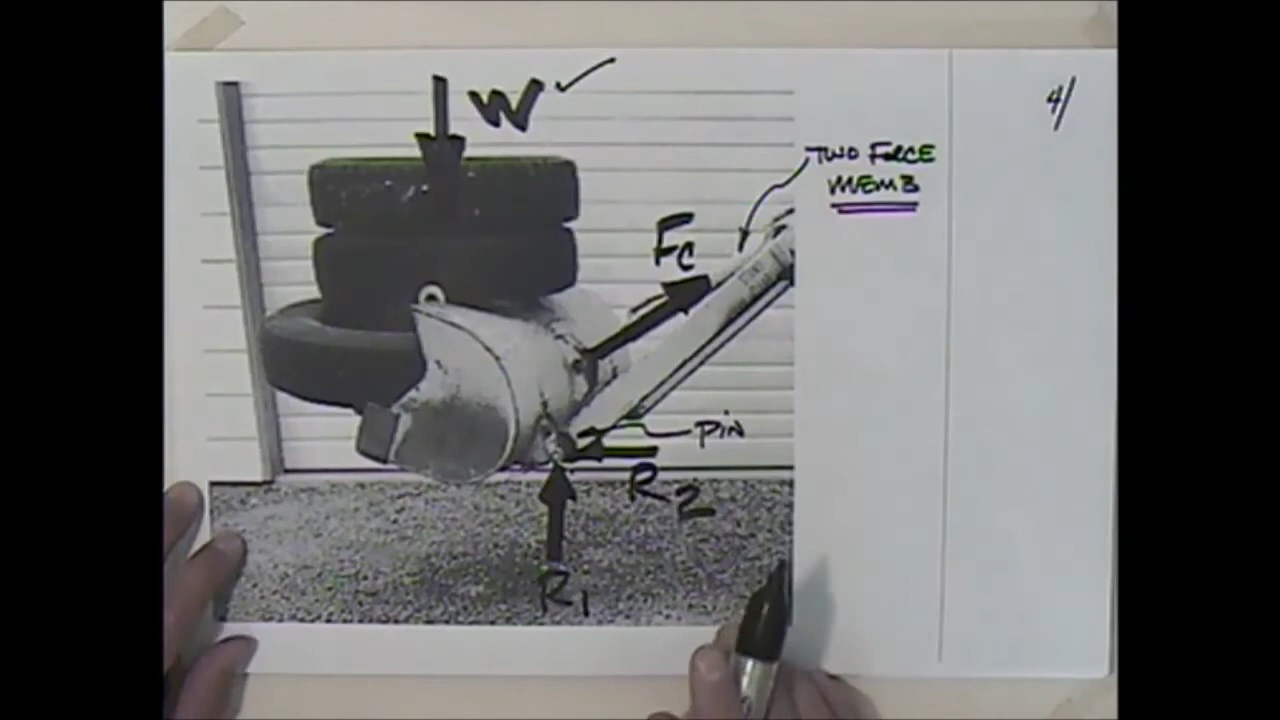 W ✓
4/
TWO FORCE
MEMB
Fc
PIN
R2
R1